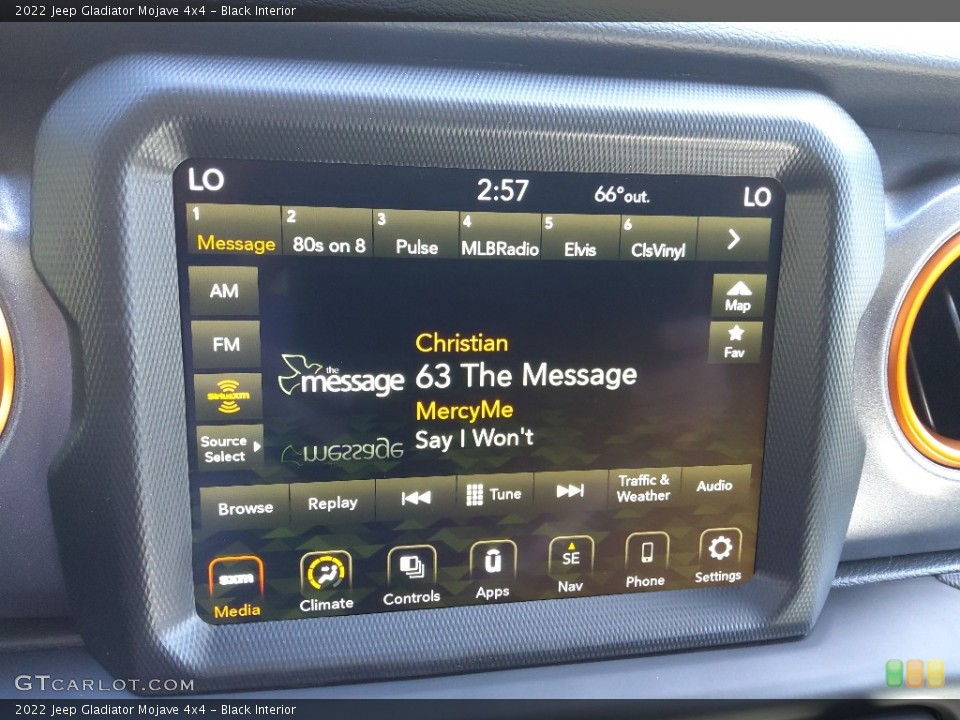 2022 Jeep Gladiator Mojave 4x4 - Black Interior
LO 2:57 66° out. LO
1 Message 2 80s on 8 3 Pulse 4 MLBRadio 5 Elvis 6 ClsVinyl
AM
Map
FM
Fav
Christian
the message
63 The Message
SiriusXM
MercyMe
Source Select
Say I Won't
message
Browse Replay Tune Traffic & Weather Audio
SXM
SE
Media Climate Controls Apps Nav Phone Settings
GTCARLOT.COM
2022 Jeep Gladiator Mojave 4x4 - Black Interior